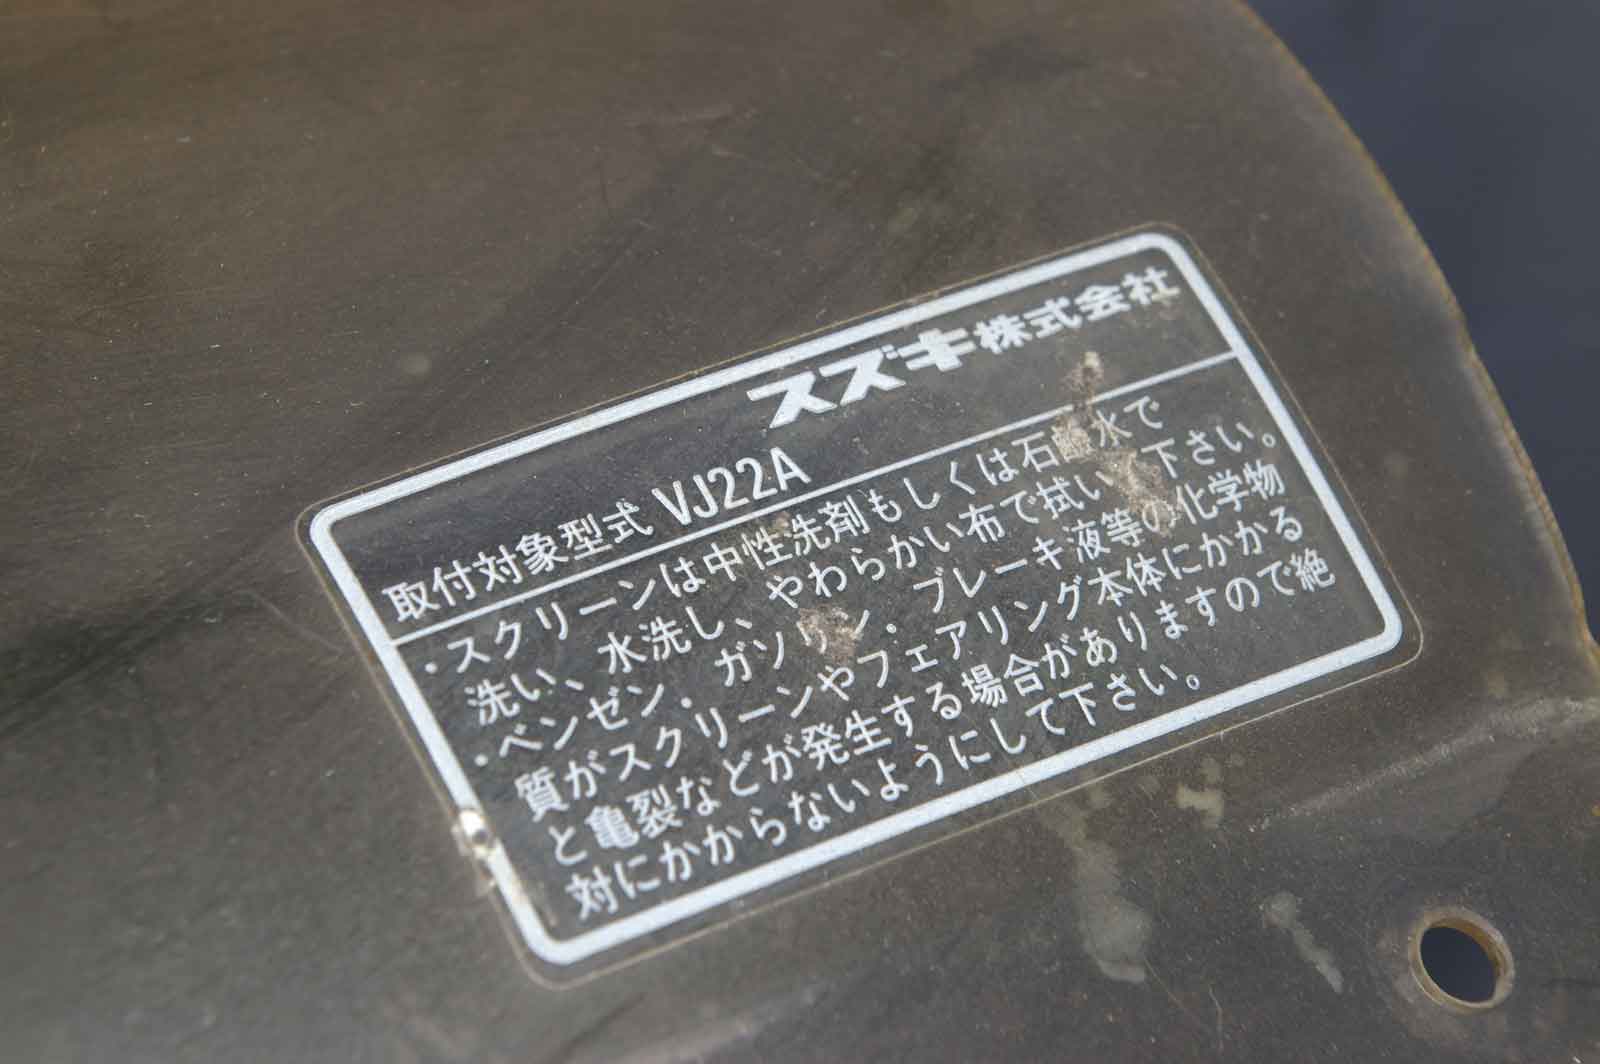 スズキ株式会社
取付対象型式 VJ22A
・スクリーンは中性洗剤もしくは石鹸水で
洗い、水洗し、やわらかい布で拭い 下さい。
・ベンゼン・ガソリン・ブレーキ液等の化学物
質がスクリーンやフェアリング本体にかかる
と亀裂などが発生する場合がありますので絶
対にかからないようにして下さい。